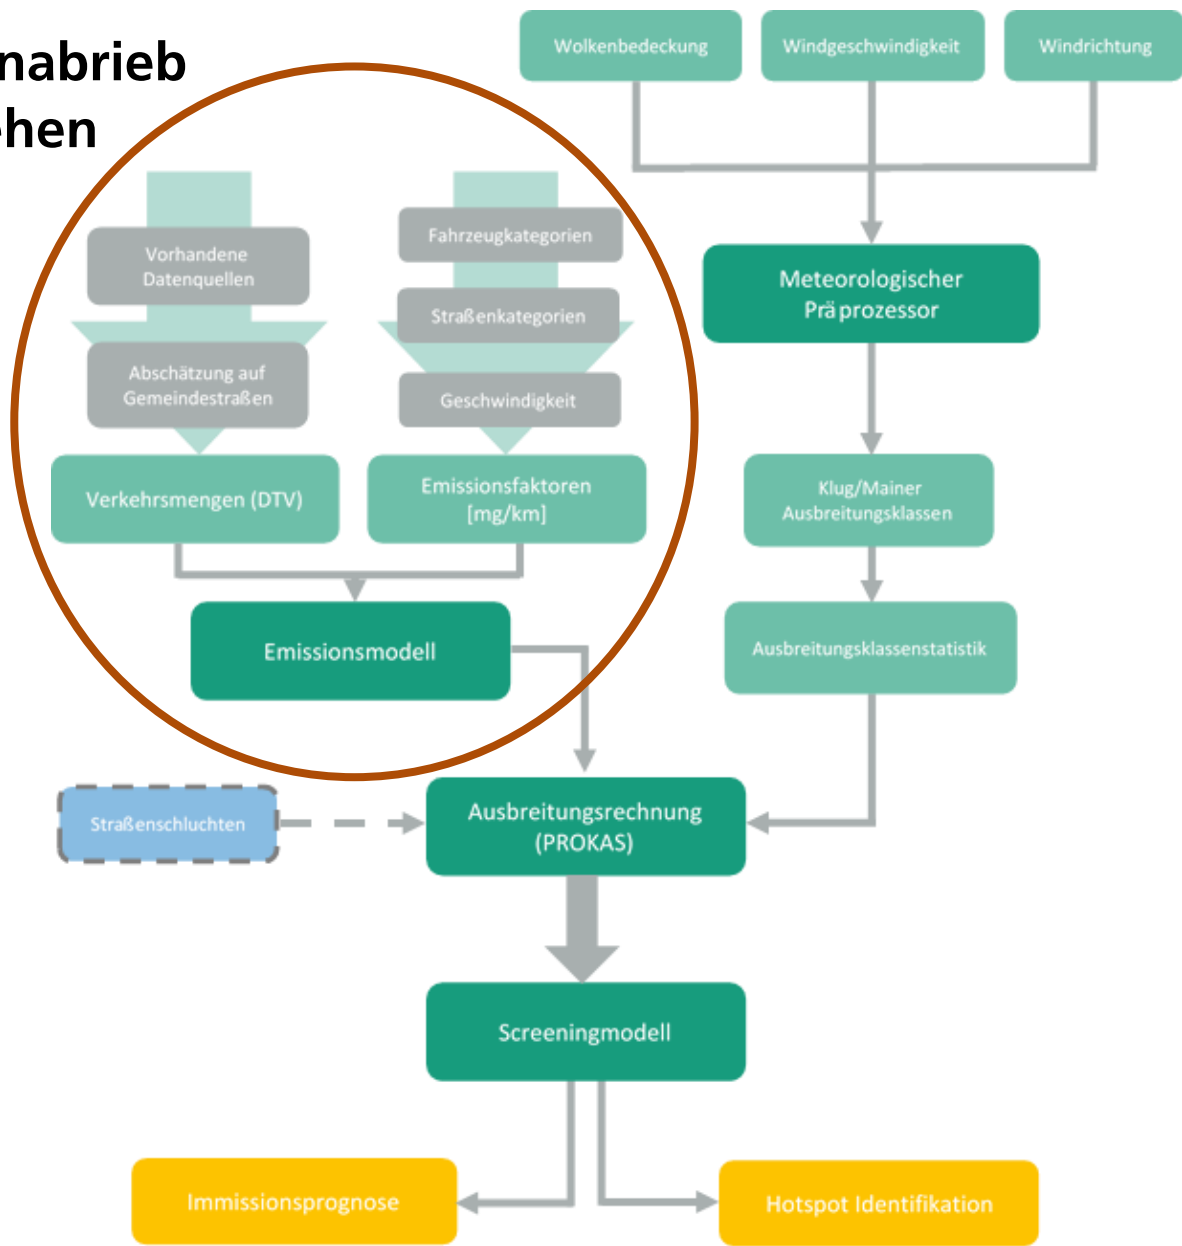 nabrieb
ehen
Wolkenbedeckung
Windgeschwindigkeit
Windrichtung
Vorhandene
Datenquellen
Abschätzung auf
Gemeindestraßen
Fahrzeugkategorien
Straßenkategorien
Geschwindigkeit
Verkehrsmengen (DTV)
Emissionsfaktoren
[mg/km]
Emissionsmodell
Meteorologischer
Präprozessor
Klug/Mainer
Ausbreitungsklassen
Ausbreitungsklassenstatistik
Straßenschluchten
Ausbreitungsrechnung
(PROKAS)
Screeningmodell
Immissionsprognose
Hotspot Identifikation